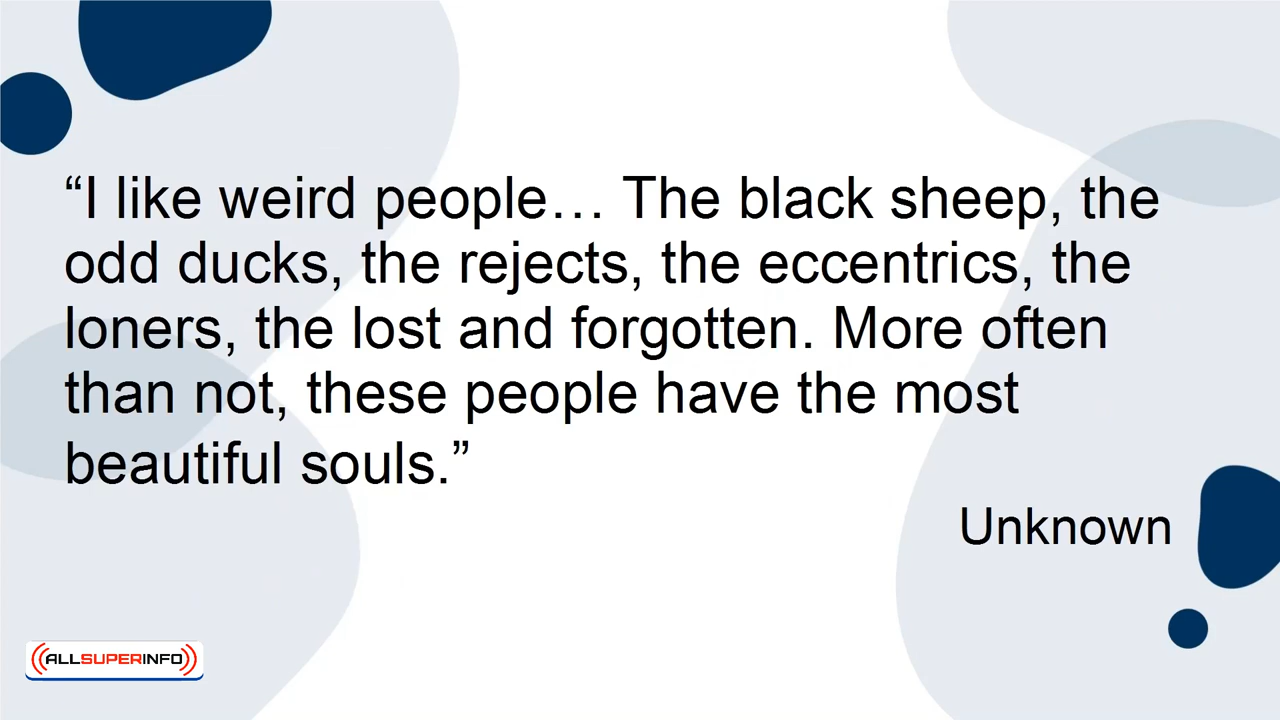 “I like weird people… The black sheep, the
odd ducks, the rejects, the eccentrics, the
loners, the lost and forgotten. More often
than not, these people have the most
beautiful souls.”
Unknown
ALLSUPERINFO